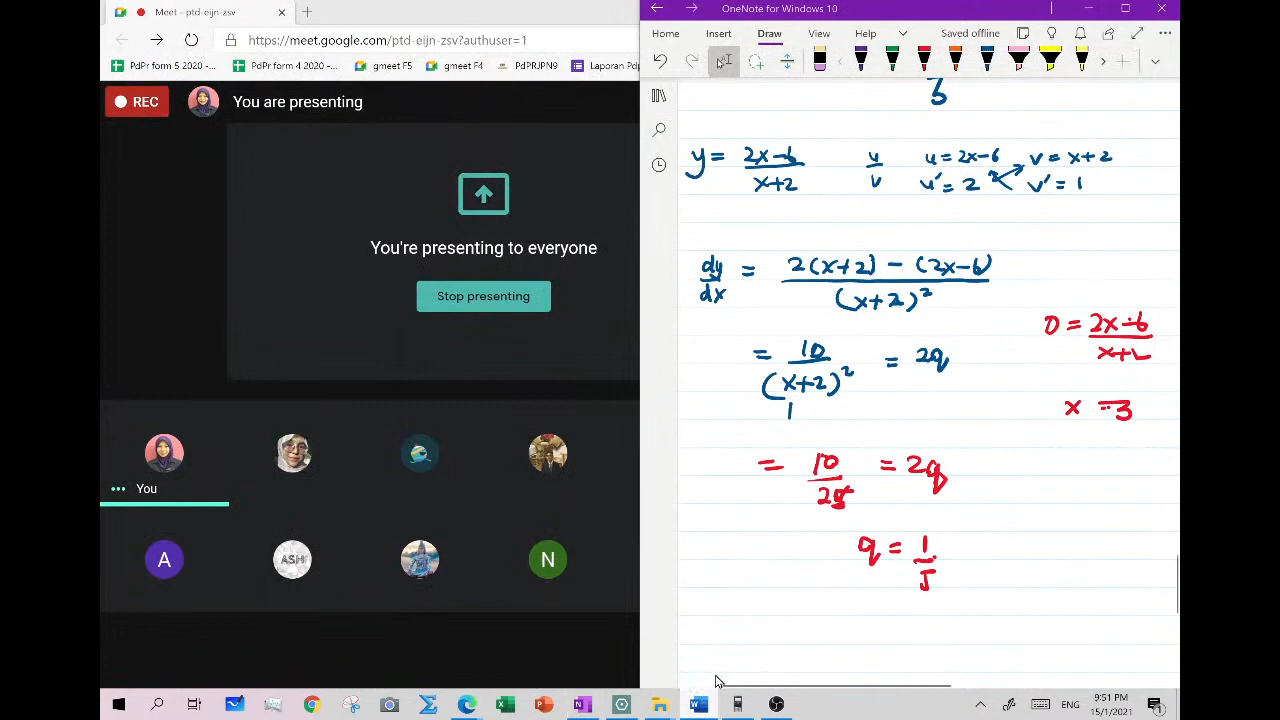 Meet - ptd-eijn-zsv
https://meet.google.com/ptd-eijn-zsv?authuser=1
PdPr form 5 2020 -
PdPr form 4 2020 -
gmeet F5
gmeet F4
PdPRJPN9
Laporan Pd
REC
You are presenting
You're presenting to everyone
Stop presenting
You
A
ASH
N
OneNote for Windows 10
Home Insert Draw View Help Saved offline
y = 2x-6 / x+2
u / v
u = 2x-6 v = x+2
u' = 2 v' = 1
dy/dx = 2(x+2) - (2x-6) / (x+2)²
= 10 / (x+2)² = 2q
1
0 = 2x-6 / x+2
x = 3
= 10 / 25 = 2q
q = 1 / 5
ENG
9:51 PM
15/1/2021